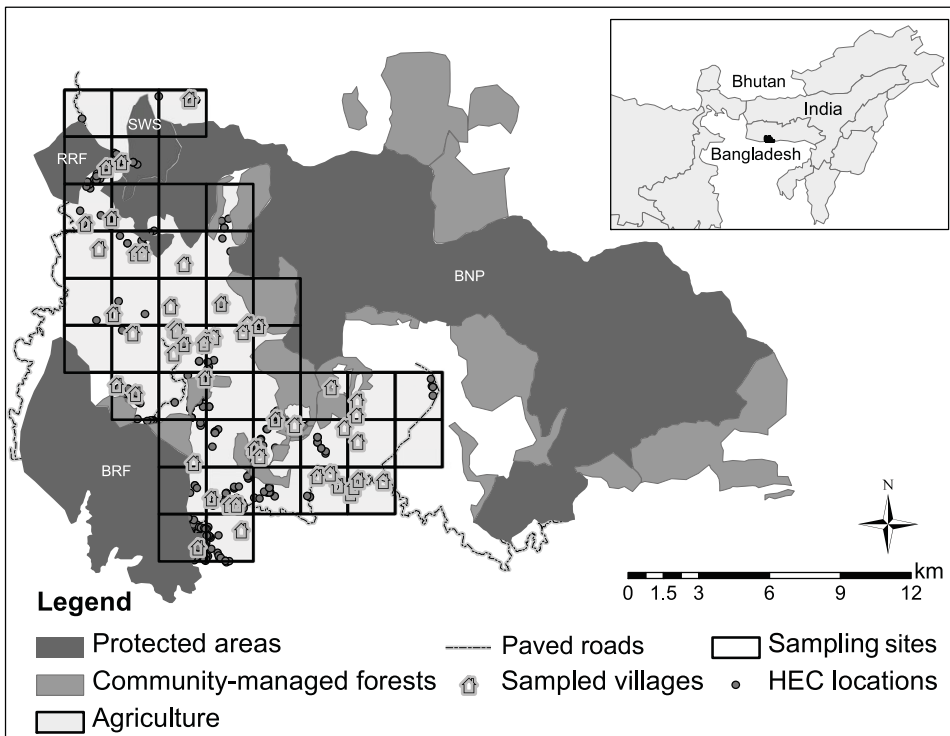 Bhutan
India
Bangladesh
SWS
RRF
BNP
BRF
N
km
0 1.5 3 6 9 12
Legend
Protected areas
Paved roads
Sampling sites
Community-managed forests
Sampled villages
HEC locations
Agriculture